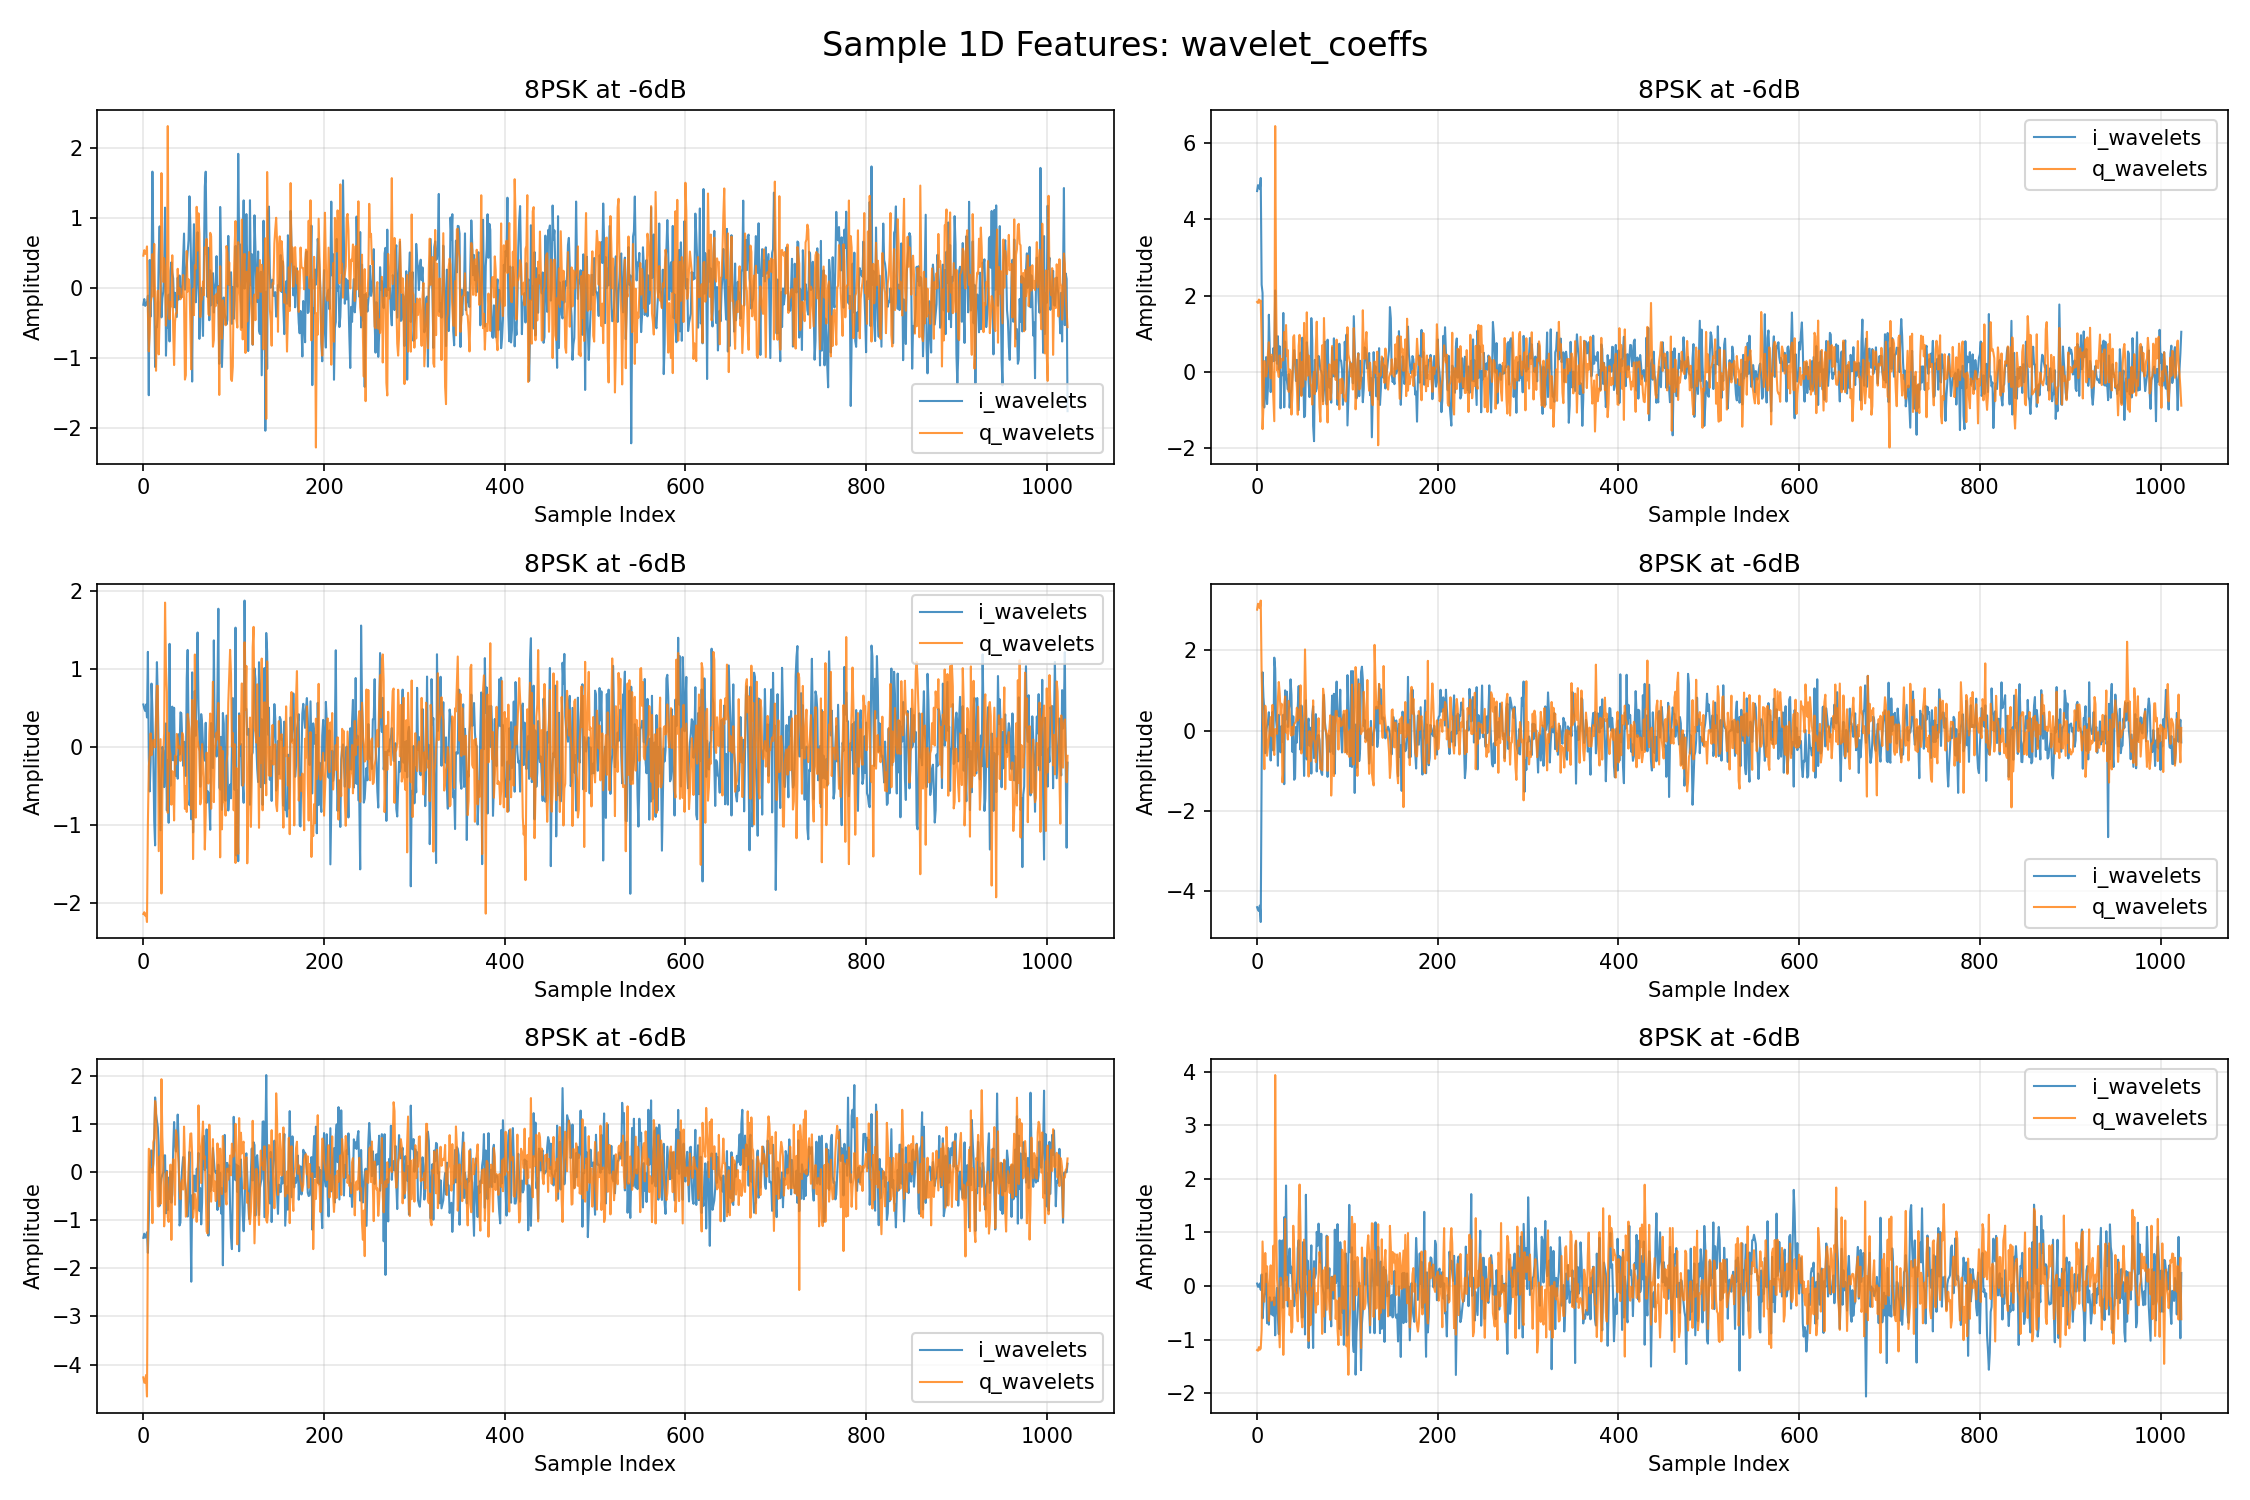 Sample 1D Features: wavelet_coeffs
8PSK at -6dB
2
1
0
−1
−2
Amplitude
i_wavelets
q_wavelets
0 200 400 600 800 1000
Sample Index
8PSK at -6dB
6
4
2
0
−2
Amplitude
i_wavelets
q_wavelets
0 200 400 600 800 1000
Sample Index
8PSK at -6dB
2
1
0
−1
−2
Amplitude
i_wavelets
q_wavelets
0 200 400 600 800 1000
Sample Index
8PSK at -6dB
2
0
−2
−4
Amplitude
i_wavelets
q_wavelets
0 200 400 600 800 1000
Sample Index
8PSK at -6dB
2
1
0
−1
−2
−3
−4
Amplitude
i_wavelets
q_wavelets
0 200 400 600 800 1000
Sample Index
8PSK at -6dB
4
3
2
1
0
−1
−2
Amplitude
i_wavelets
q_wavelets
0 200 400 600 800 1000
Sample Index